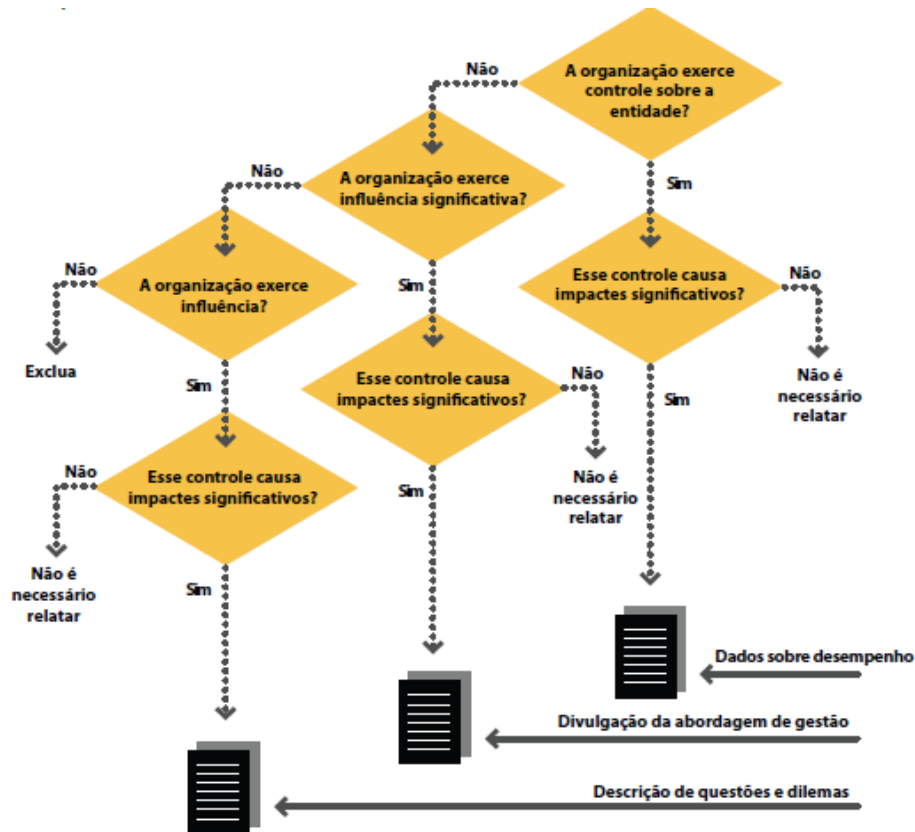 Não
A organização exerce
controle sobre a
entidade?
Não
A organização exerce
influência significativa?
Sim
Não
A organização exerce
influência?
Sim
Esse controle causa
impactes significativos?
Não
Exclua
Sim
Esse controle causa
impactes significativos?
Não
Sim
Não é
necessário
relatar
Não
Esse controle causa
impactes significativos?
Sim
Não é
necessário
relatar
Não é
necessário
relatar
Sim
Dados sobre desempenho
Divulgação da abordagem de gestão
Descrição de questões e dilemas